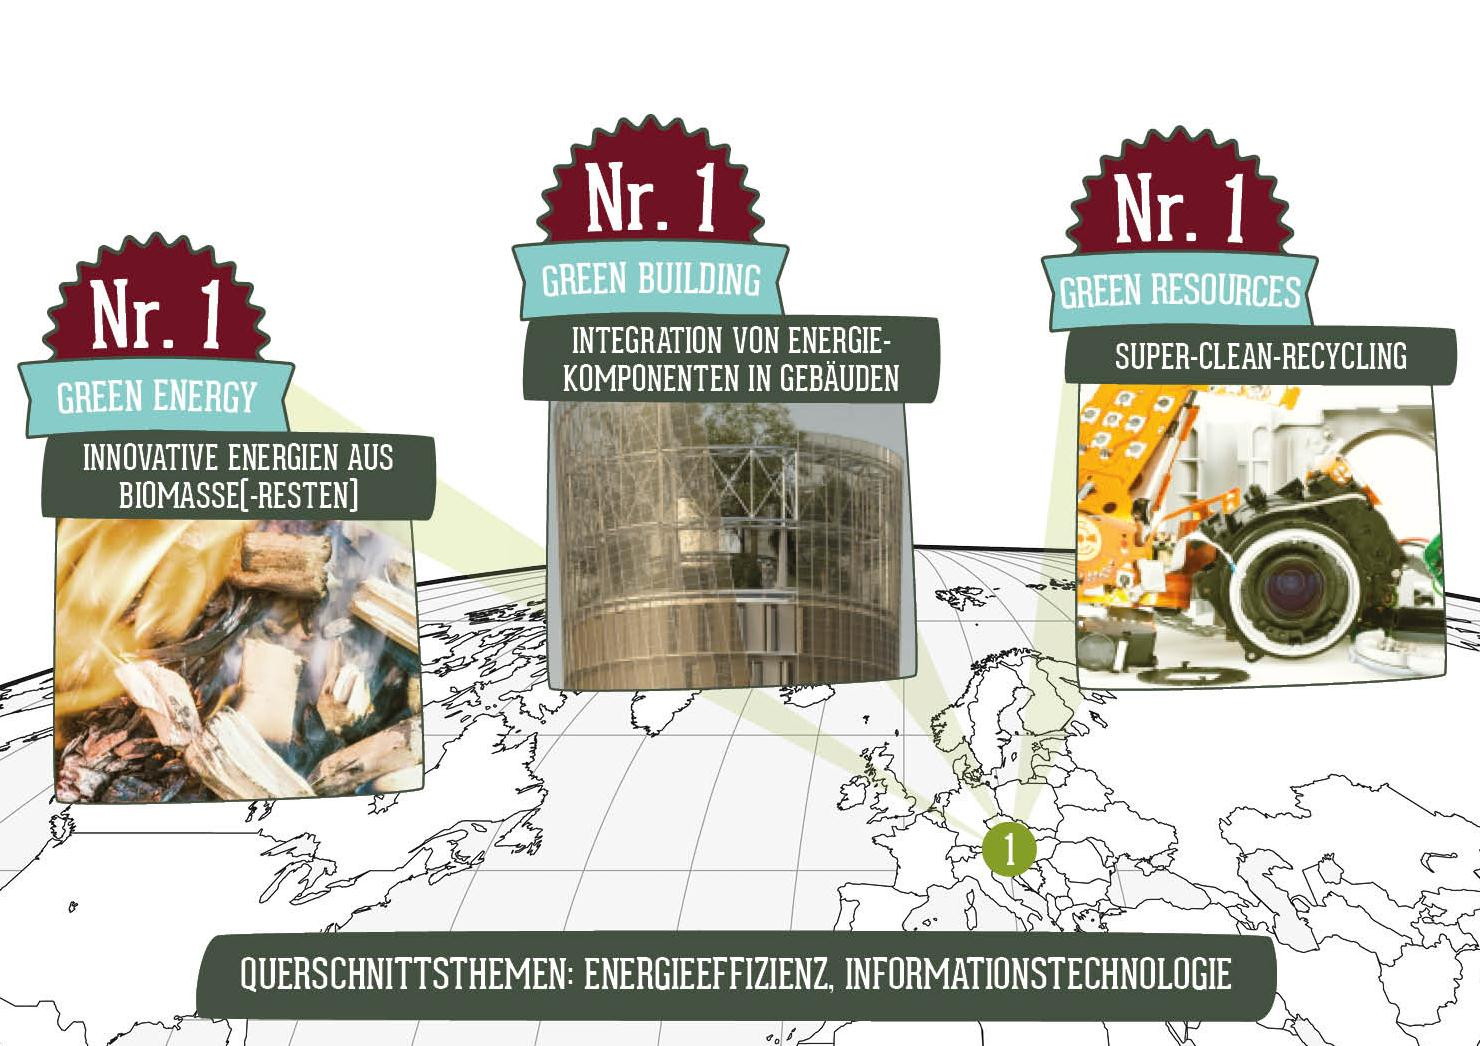 Nr. 1
GREEN ENERGY
INNOVATIVE ENERGIEN AUS
BIOMASSE[-RESTEN]
Nr. 1
GREEN BUILDING
INTEGRATION VON ENERGIE-
KOMPONENTEN IN GEBÄUDEN
Nr. 1
GREEN RESOURCES
SUPER-CLEAN-RECYCLING
1
QUERSCHNITTSTHEMEN: ENERGIEEFFIZIENZ, INFORMATIONSTECHNOLOGIE